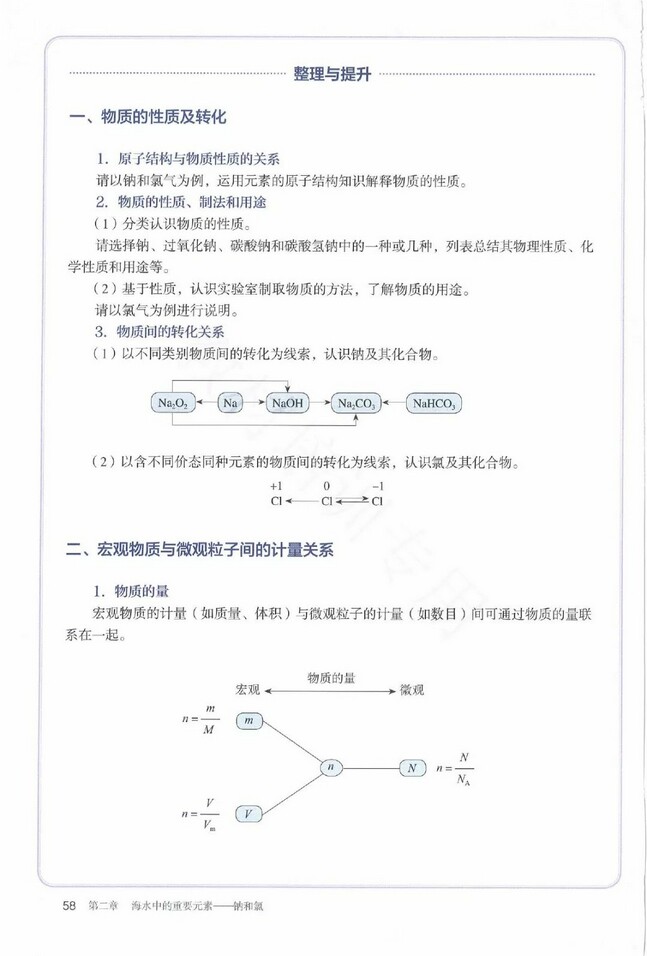 整理与提升
一、物质的性质及转化
1. 原子结构与物质性质的关系
请以钠和氯气为例，运用元素的原子结构知识解释物质的性质。
2. 物质的性质、制法和用途
（1）分类认识物质的性质。
请选择钠、过氧化钠、碳酸钠和碳酸氢钠中的一种或几种，列表总结其物理性质、化
学性质和用途等。
（2）基于性质，认识实验室制取物质的方法，了解物质的用途。
请以氯气为例进行说明。
3. 物质间的转化关系
（1）以不同类别物质间的转化为线索，认识钠及其化合物。
Na₂O₂ Na NaOH Na₂CO₃ NaHCO₃
（2）以含不同价态同种元素的物质间的转化为线索，认识氯及其化合物。
+1 0 −1
Cl Cl Cl
二、宏观物质与微观粒子间的计量关系
1. 物质的量
宏观物质的计量（如质量、体积）与微观粒子的计量（如数目）间可通过物质的量联
系在一起。
物质的量
宏观 微观
n = m/M m
n N n = N/N_A
n = V/V_m V
58 第二章 海水中的重要元素——钠和氯